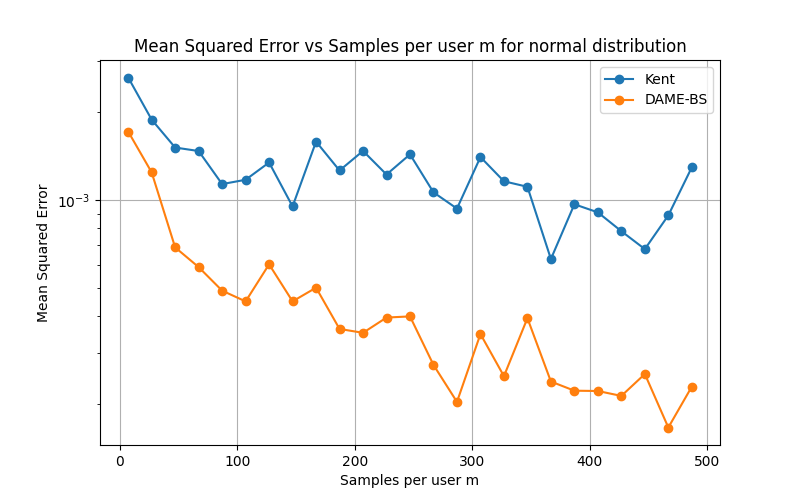 Mean Squared Error vs Samples per user m for normal distribution
Kent
DAME-BS
Mean Squared Error
10⁻³
0 100 200 300 400 500
Samples per user m